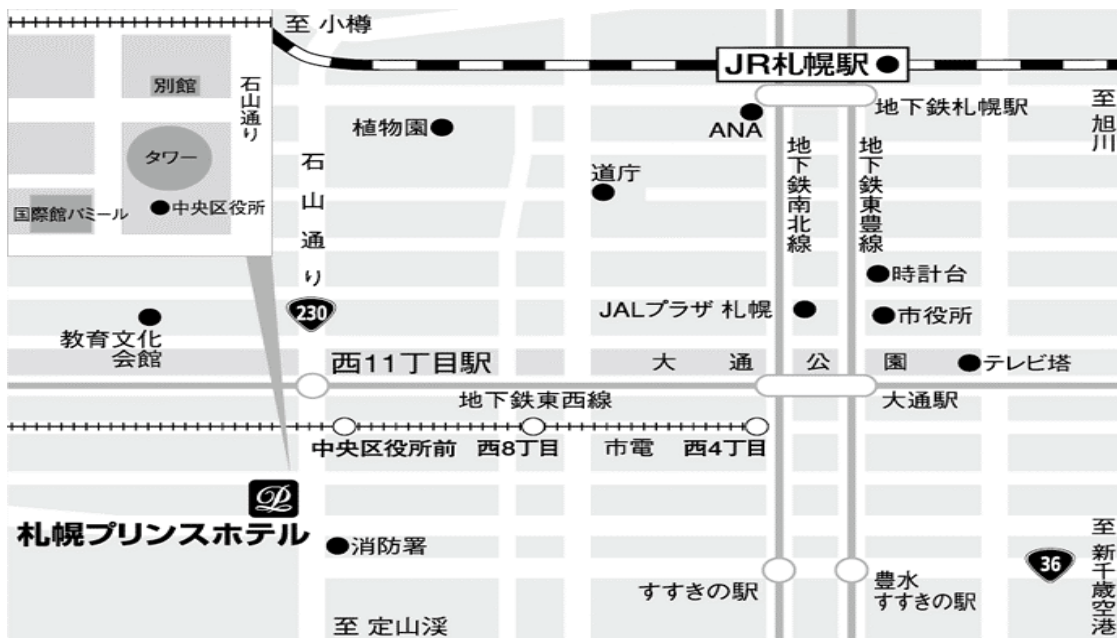 至 小樽
JR札幌駅
別館
石山通り
地下鉄札幌駅
至旭川
植物園
ANA
タワー
石山通り
地下鉄南北線
地下鉄東豊線
道庁
国際館パミール
中央区役所
時計台
230
JALプラザ 札幌
市役所
教育文化
会館
西11丁目駅
大通公園
テレビ塔
地下鉄東西線
大通駅
中央区役所前
西8丁目
市電
西4丁目
札幌プリンスホテル
消防署
至新千歳空港
36
すすきの駅
豊水
すすきの駅
至 定山渓